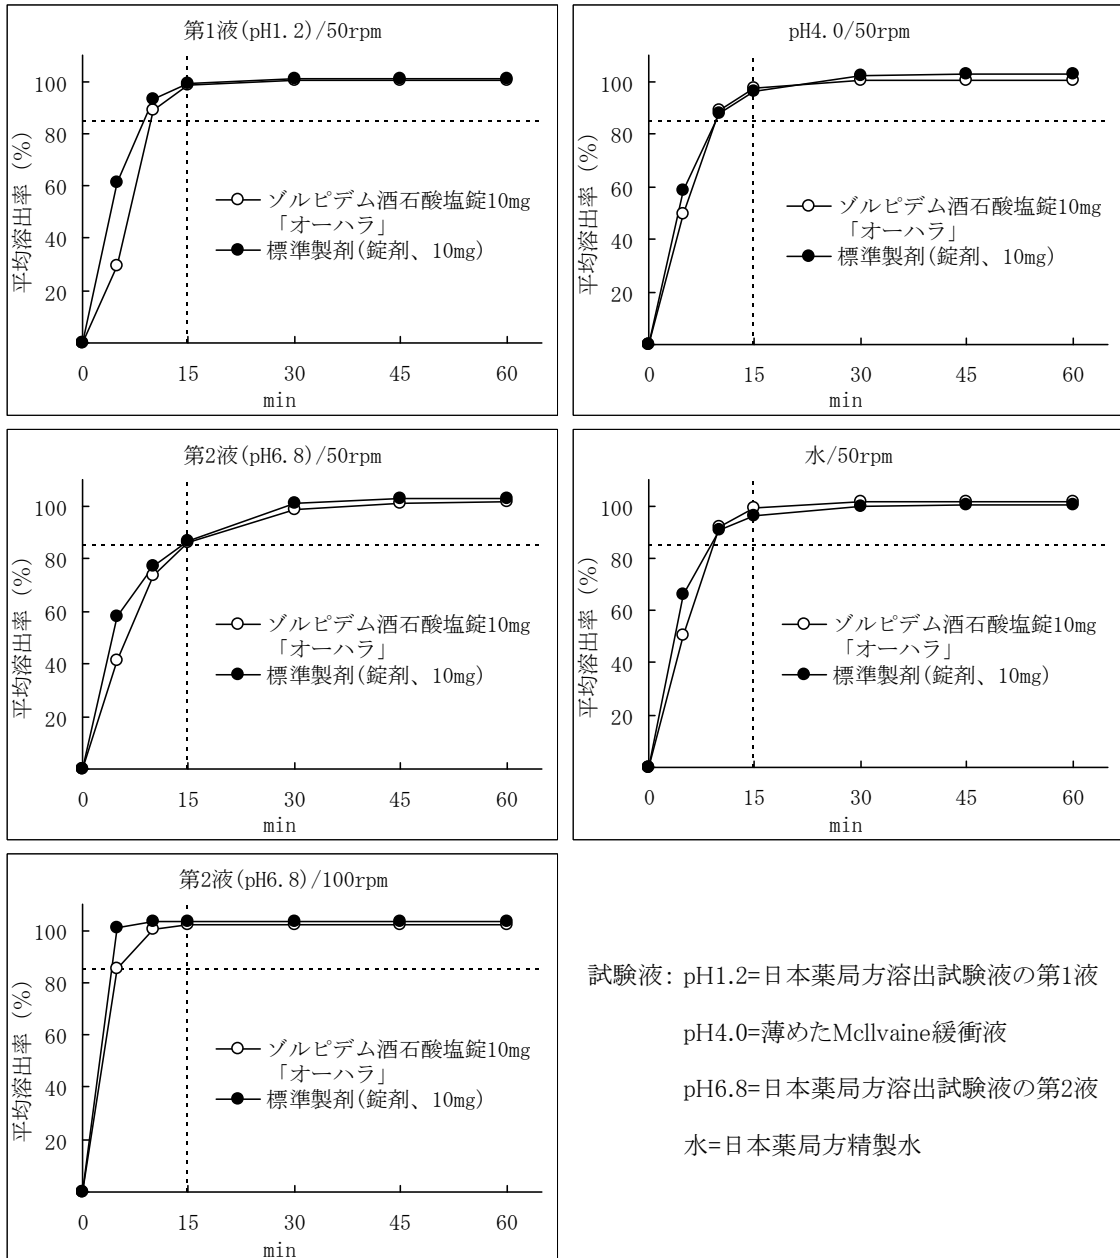 第1液(pH1.2)/50rpm
平均溶出率 (%)
100
80
60
40
20
0 15 30 45 60
min
ゾルピデム酒石酸塩錠10mg
「オーハラ」
標準製剤(錠剤、10mg)
pH4.0/50rpm
平均溶出率 (%)
100
80
60
40
20
0 15 30 45 60
min
ゾルピデム酒石酸塩錠10mg
「オーハラ」
標準製剤(錠剤、10mg)
第2液(pH6.8)/50rpm
平均溶出率 (%)
100
80
60
40
20
0 15 30 45 60
min
ゾルピデム酒石酸塩錠10mg
「オーハラ」
標準製剤(錠剤、10mg)
水/50rpm
平均溶出率 (%)
100
80
60
40
20
0 15 30 45 60
min
ゾルピデム酒石酸塩錠10mg
「オーハラ」
標準製剤(錠剤、10mg)
第2液(pH6.8)/100rpm
平均溶出率 (%)
100
80
60
40
20
0 15 30 45 60
min
ゾルピデム酒石酸塩錠10mg
「オーハラ」
標準製剤(錠剤、10mg)
試験液: pH1.2=日本薬局方溶出試験液の第1液
pH4.0=薄めたMcllvaine緩衝液
pH6.8=日本薬局方溶出試験液の第2液
水=日本薬局方精製水